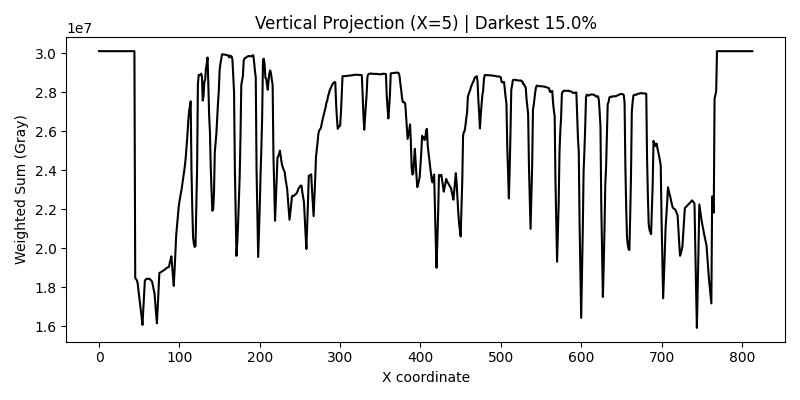 Vertical Projection (X=5) | Darkest 15.0%
1e7
3.0
2.8
2.6
2.4
2.2
2.0
1.8
1.6
Weighted Sum (Gray)
0 100 200 300 400 500 600 700 800
X coordinate